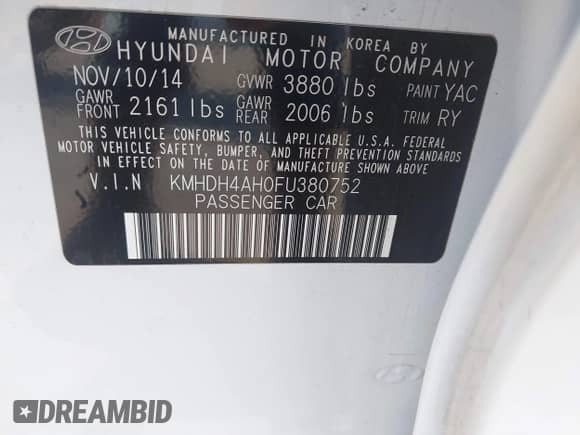 MANUFACTURED IN KOREA BY
HYUNDAI MOTOR COMPANY
NOV/10/14 GVWR 3880 lbs PAINT YAC
GAWR FRONT 2161 lbs GAWR REAR 2006 lbs TRIM RY
THIS VEHICLE CONFORMS TO ALL APPLICABLE U.S.A. FEDERAL
MOTOR VEHICLE SAFETY, BUMPER, AND THEFT PREVENTION STANDARDS
IN EFFECT ON THE DATE OF MANUFACTURE SHOWN ABOVE.
V.I.N KMHDH4AH0FU380752
PASSENGER CAR
DREAMBID